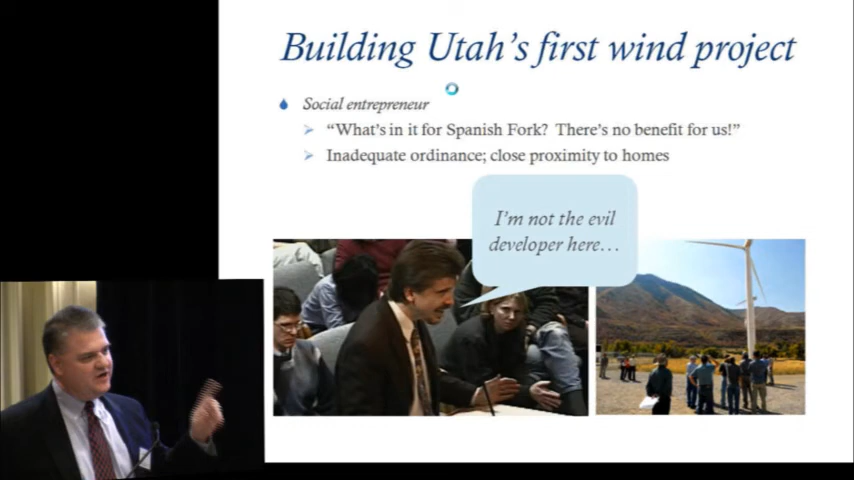 Building Utah's first wind project
Social entrepreneur
"What's in it for Spanish Fork? There's no benefit for us!"
Inadequate ordinance; close proximity to homes
I'm not the evil
developer here…